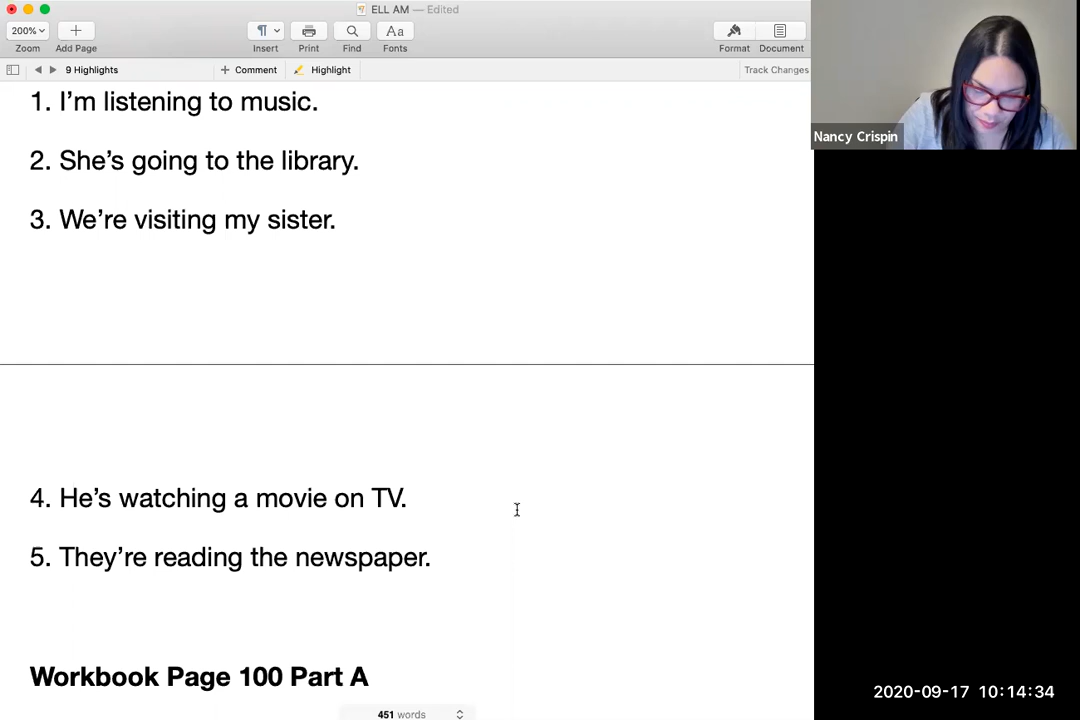 ELL AM — Edited
200%
Zoom
Add Page
Insert
Print
Find
Aa
Fonts
Format
Document
9 Highlights
+ Comment
Highlight
Track Changes
Nancy Crispin
1. I'm listening to music.
2. She's going to the library.
3. We're visiting my sister.
4. He's watching a movie on TV.
5. They're reading the newspaper.
Workbook Page 100 Part A
451 words
2020-09-17 10:14:34